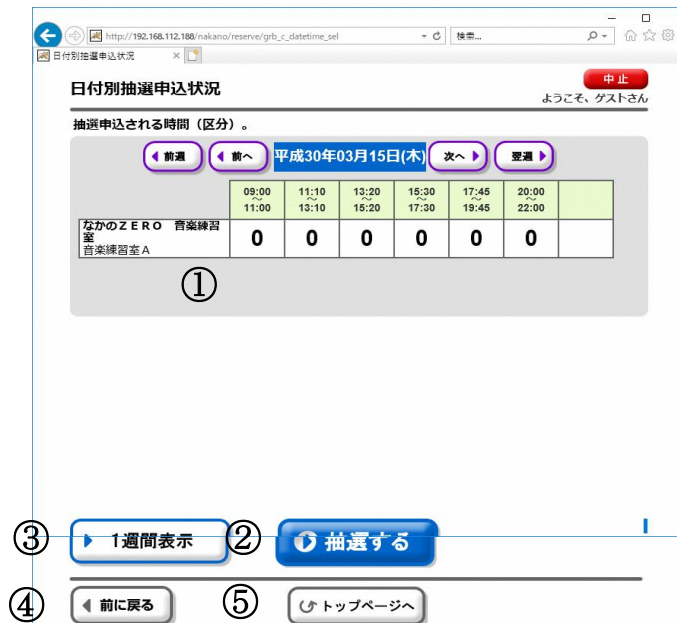 http://192.168.112.188/nakano/reserve/grb_c_datetime_sel
検索...
日付別抽選申込状況 ×
日付別抽選申込状況
中止
ようこそ、ゲストさん
抽選申込される時間（区分）。
前週 前へ 平成30年03月15日(木) 次へ 翌週
09:00 11:10 13:20 15:30 17:45 20:00
～ ～ ～ ～ ～ ～
11:00 13:10 15:20 17:30 19:45 22:00
なかのZERO 音楽練習
室
音楽練習室A
0 0 0 0 0 0
①
③ 1週間表示 ② 抽選する
④ 前に戻る ⑤ トップページへ